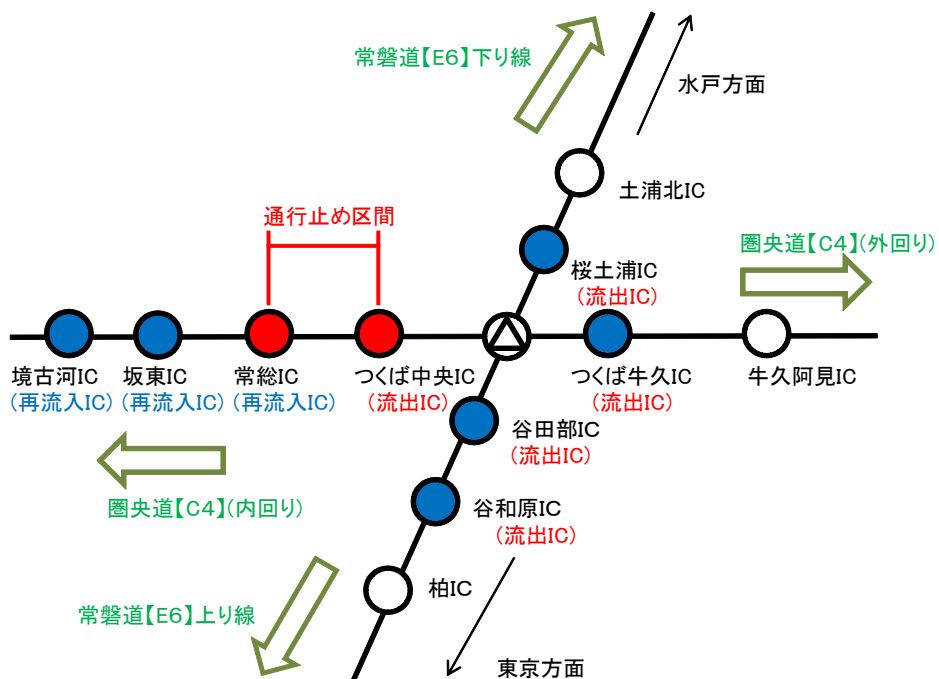 常磐道【E6】下り線
水戸方面
土浦北IC
通行止め区間
圏央道【C4】(外回り)
桜土浦IC
(流出IC)
境古河IC
(再流入IC)
坂東IC
(再流入IC)
常総IC
(再流入IC)
つくば中央IC
(流出IC)
つくば牛久IC
(流出IC)
牛久阿見IC
谷田部IC
(流出IC)
圏央道【C4】(内回り)
谷和原IC
(流出IC)
柏IC
常磐道【E6】上り線
東京方面